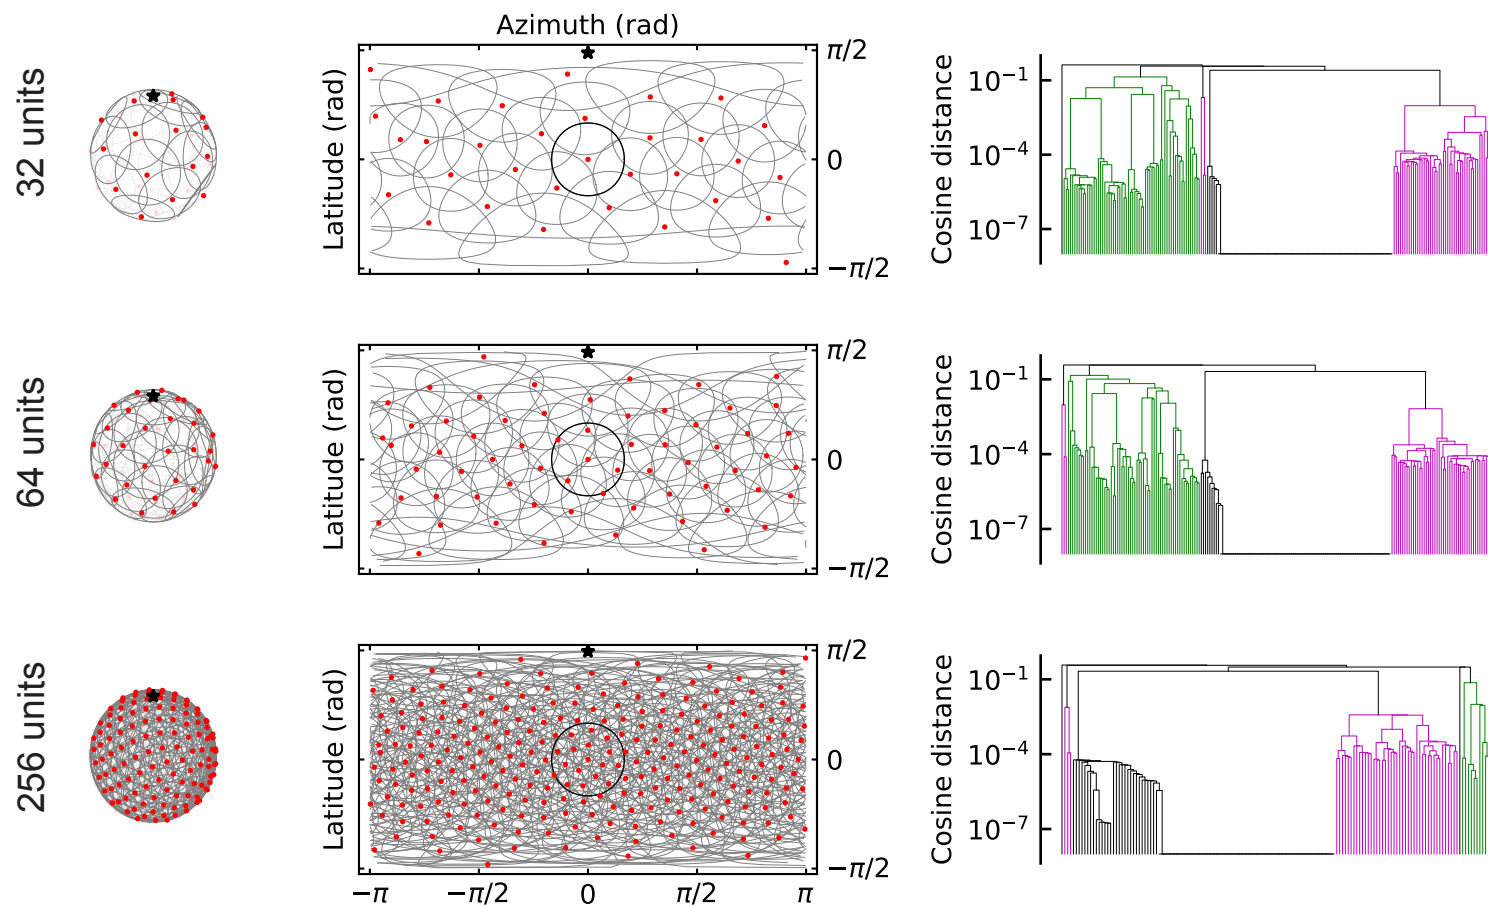 Azimuth (rad)
32 units
Latitude (rad)
π/2
0
−π/2
Cosine distance
10⁻¹
10⁻⁴
10⁻⁷
64 units
Latitude (rad)
π/2
0
−π/2
Cosine distance
10⁻¹
10⁻⁴
10⁻⁷
256 units
Latitude (rad)
π/2
0
−π/2
−π −π/2 0 π/2 π
Cosine distance
10⁻¹
10⁻⁴
10⁻⁷